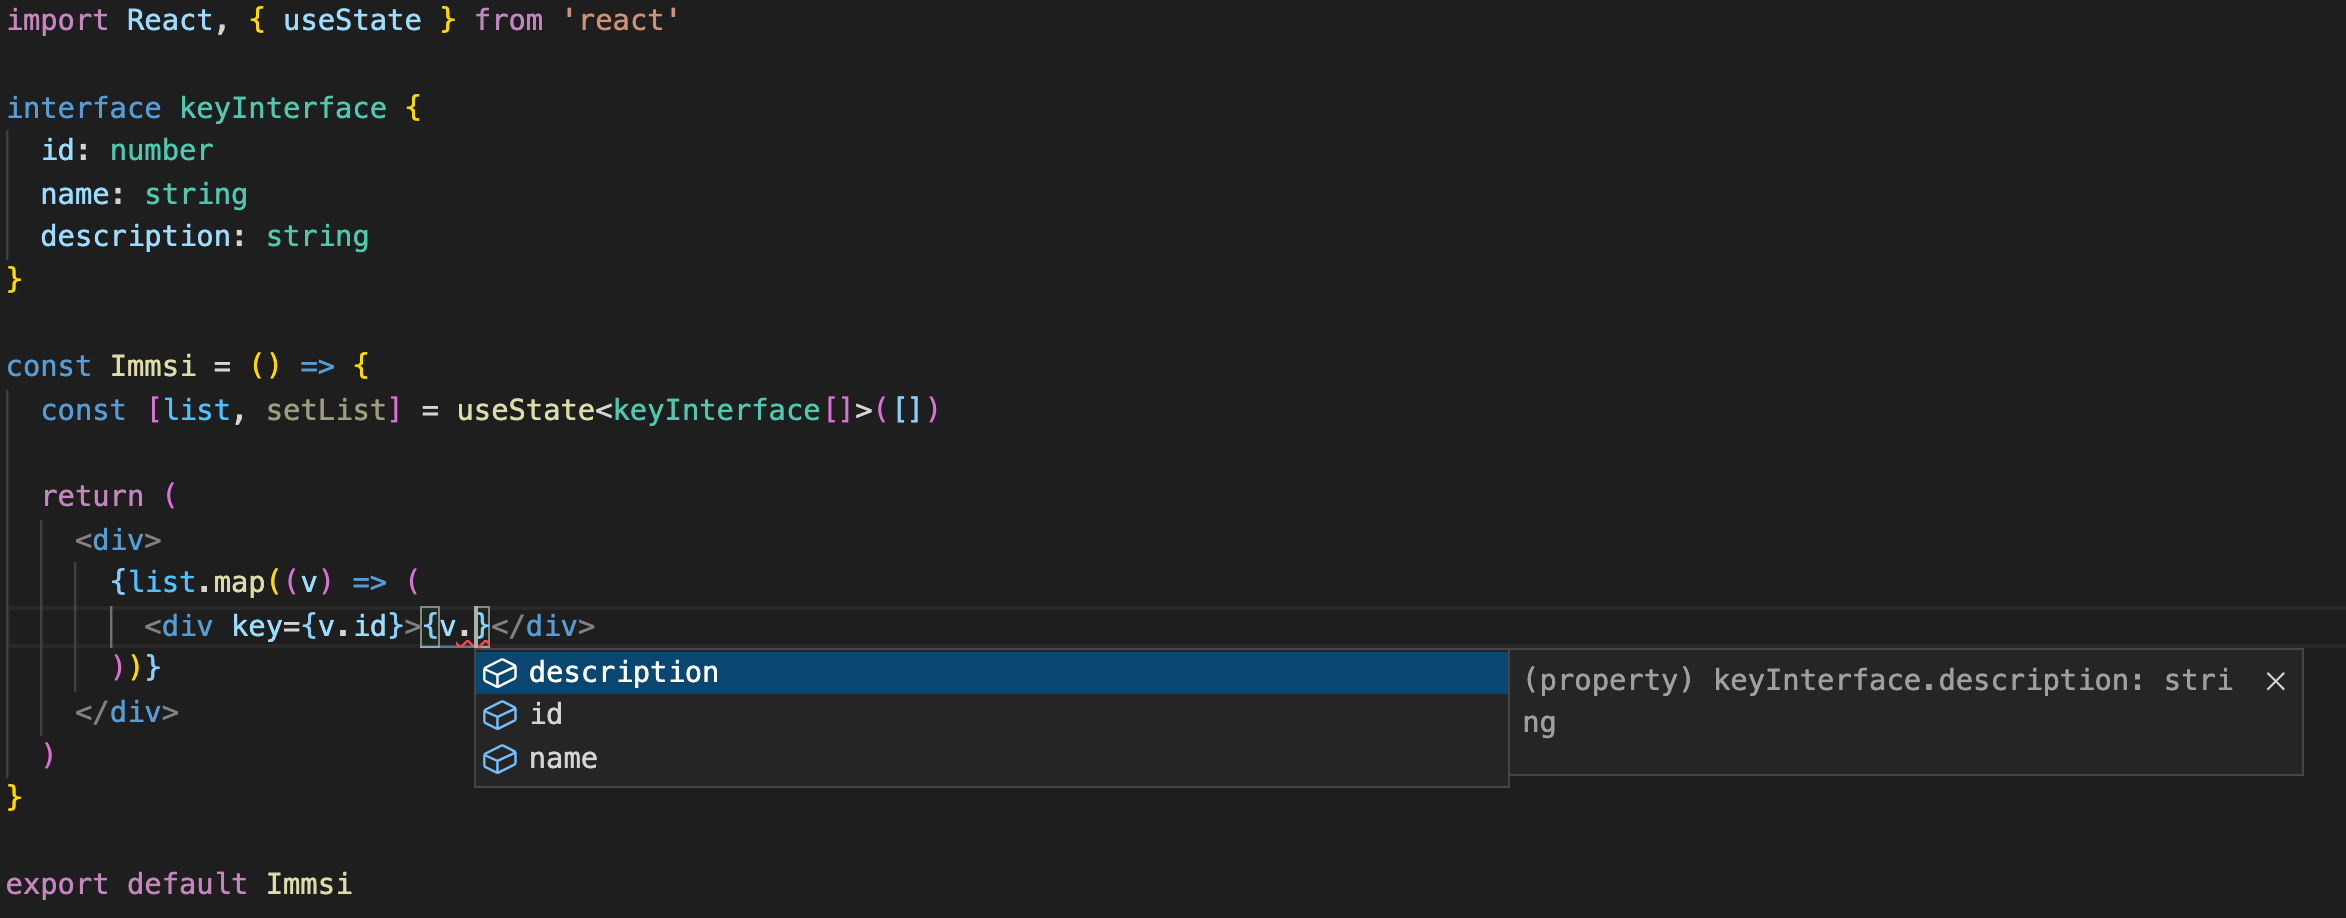 import React, { useState } from 'react'
interface keyInterface {
id: number
name: string
description: string
}
const Immsi = () => {
const [list, setList] = useState<keyInterface[]>([])
return (
<div>
{list.map((v) => (
<div key={v.id}>{v.}</div>
))}
</div>
)
}
export default Immsi
description
id
name
(property) keyInterface.description: stri
ng